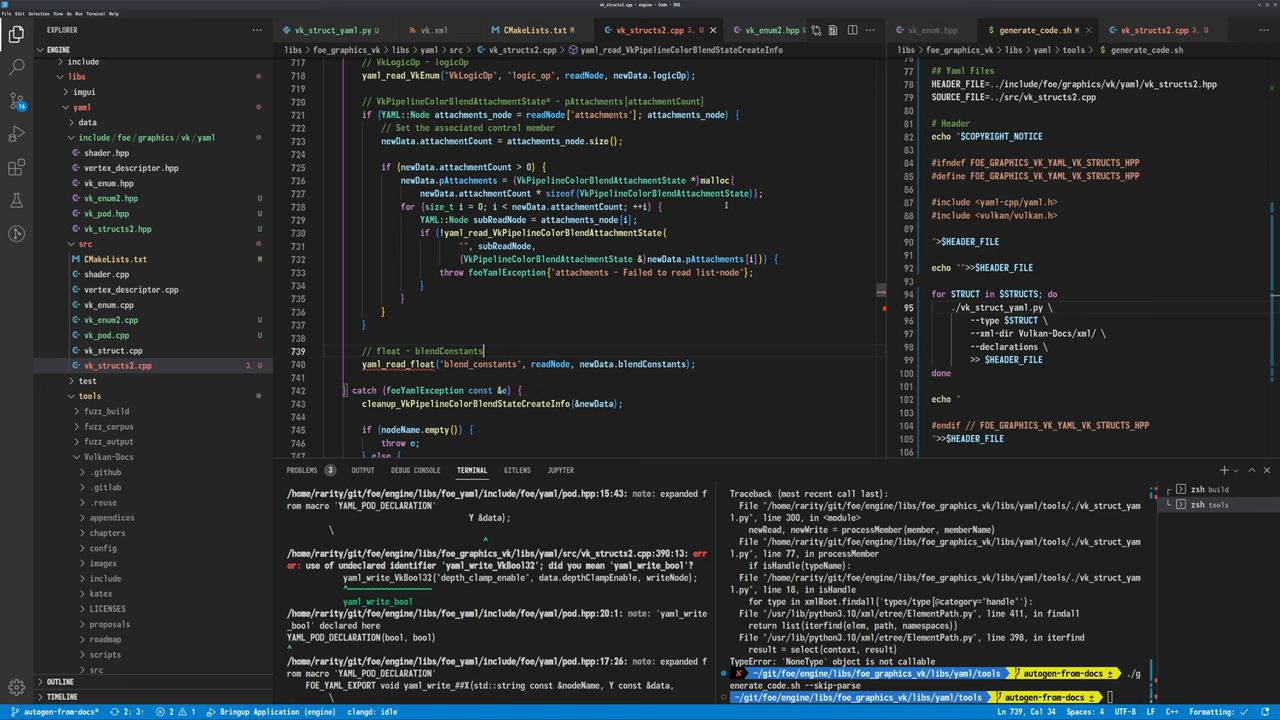 vk_structs2.cpp - engine - Code - OSS
File Edit Selection View Go Run Terminal Help
EXPLORER
ENGINE
include
libs
imgui
yaml
data
include/foe/graphics/vk/yaml
shader.hpp
vertex_descriptor.hpp
vk_enum.hpp
vk_enum2.hpp U
vk_pod.hpp U
vk_structs2.hpp U
src
CMakeLists.txt M
shader.cpp
vertex_descriptor.cpp
vk_enum.cpp
vk_enum2.cpp U
vk_pod.cpp U
vk_struct.cpp
vk_structs2.cpp 3, U
test
tools
fuzz_build
fuzz_corpus
fuzz_output
Vulkan-Docs
.github
.gitlab
.reuse
appendices
chapters
config
images
include
katex
LICENSES
proposals
roadmap
scripts
src
OUTLINE
TIMELINE
vk_struct_yaml.py U
vk.xml
CMakeLists.txt M
vk_structs2.cpp 3, U
vk_enum2.hpp U
libs > foe_graphics_vk > libs > yaml > src > vk_structs2.cpp > yaml_read_VkPipelineColorBlendStateCreateInfo
717 // VkLogicOp - logicOp
718 yaml_read_VkEnum("VkLogicOp", "logic_op", readNode, newData.logicOp);
719
720 // VkPipelineColorBlendAttachmentState* - pAttachments[attachmentCount]
721 if (YAML::Node attachments_node = readNode["attachments"]; attachments_node) {
722 // Set the associated control member
723 newData.attachmentCount = attachments_node.size();
724
725 if (newData.attachmentCount > 0) {
726 newData.pAttachments = (VkPipelineColorBlendAttachmentState *)malloc(
727 newData.attachmentCount * sizeof(VkPipelineColorBlendAttachmentState));
728 for (size_t i = 0; i < newData.attachmentCount; ++i) {
729 YAML::Node subReadNode = attachments_node[i];
730 if (!yaml_read_VkPipelineColorBlendAttachmentState(
731 "", subReadNode,
732 (VkPipelineColorBlendAttachmentState &)newData.pAttachments[i])) {
733 throw foeYamlException{"attachments - Failed to read list-node"};
734 }
735 }
736 }
737 }
738
739 // float - blendConstants
740 yaml_read_float("blend_constants", readNode, newData.blendConstants);
741
742 } catch (foeYamlException const &e) {
743 cleanup_VkPipelineColorBlendStateCreateInfo(&newData);
744
745 if (nodeName.empty()) {
746 throw e;
747 } else {
vk_enum.hpp
generate_code.sh M
vk_structs2.cpp 3, U
libs > foe_graphics_vk > libs > yaml > tools > generate_code.sh
76
77 ## Yaml Files
78 HEADER_FILE=../include/foe/graphics/vk/yaml/vk_structs2.hpp
79 SOURCE_FILE=../src/vk_structs2.cpp
80
81 # Header
82 echo "$COPYRIGHT_NOTICE
83
84 #ifndef FOE_GRAPHICS_VK_YAML_VK_STRUCTS_HPP
85 #define FOE_GRAPHICS_VK_YAML_VK_STRUCTS_HPP
86
87 #include <yaml-cpp/yaml.h>
88 #include <vulkan/vulkan.h>
89
90 ">$HEADER_FILE
91
92 echo "">>$HEADER_FILE
93
94 for STRUCT in $STRUCTS; do
95 ./vk_struct_yaml.py \
96 --type $STRUCT \
97 --xml-dir Vulkan-Docs/xml/ \
98 --declarations \
99 >> $HEADER_FILE
100 done
101
102 echo "
103
104 #endif // FOE_GRAPHICS_VK_YAML_VK_STRUCTS_HPP
105 ">>$HEADER_FILE
106
PROBLEMS 3 OUTPUT DEBUG CONSOLE TERMINAL GITLENS JUPYTER
/home/rarity/git/foe/engine/libs/foe_yaml/include/foe/yaml/pod.hpp:15:43: note: expanded f
rom macro 'YAML_POD_DECLARATION'
Y &data);
\
^
/home/rarity/git/foe/engine/libs/foe_graphics_vk/libs/yaml/src/vk_structs2.cpp:390:13: err
or: use of undeclared identifier 'yaml_write_VkBool32'; did you mean 'yaml_write_bool'?
yaml_write_VkBool32("depth_clamp_enable", data.depthClampEnable, writeNode);
^~~~~~~~~~~~~~~~~~~
yaml_write_bool
/home/rarity/git/foe/engine/libs/foe_yaml/include/foe/yaml/pod.hpp:20:1: note: 'yaml_write
_bool' declared here
YAML_POD_DECLARATION(bool, bool)
^
/home/rarity/git/foe/engine/libs/foe_yaml/include/foe/yaml/pod.hpp:17:26: note: expanded f
rom macro 'YAML_POD_DECLARATION'
FOE_YAML_EXPORT void yaml_write_##X(std::string const &nodeName, Y const &data,
\
Traceback (most recent call last):
File "/home/rarity/git/foe/engine/libs/foe_graphics_vk/libs/yaml/tools/./vk_struct_yam
l.py", line 300, in <module>
newRead, newWrite = processMember(member, memberName)
File "/home/rarity/git/foe/engine/libs/foe_graphics_vk/libs/yaml/tools/./vk_struct_yam
l.py", line 77, in processMember
if isHandle(typeName):
File "/home/rarity/git/foe/engine/libs/foe_graphics_vk/libs/yaml/tools/./vk_struct_yam
l.py", line 18, in isHandle
for type in xmlRoot.findall('types/type[@category="handle"'):
File "/usr/lib/python3.10/xml/etree/ElementPath.py", line 411, in findall
return list(iterfind(elem, path, namespaces))
File "/usr/lib/python3.10/xml/etree/ElementPath.py", line 398, in iterfind
result = select(context, result)
TypeError: 'NoneType' object is not callable
✘ ~/git/foe/engine/libs/foe_graphics_vk/libs/yaml/tools autogen-from-docs ± ./g
enerate_code.sh --skip-parse
~/git/foe/engine/libs/foe_graphics_vk/libs/yaml/tools autogen-from-docs ±
zsh build
zsh tools
16
autogen-from-docs* 2↓ 3↑ 2 1 Bringup Application (engine) clangd: idle
Ln 739, Col 34 Spaces: 4 UTF-8 LF C++ Formatting: ✓